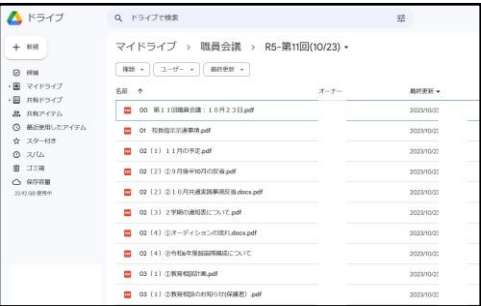 ドライブ
ドライブで検索
+ 新規
マイドライブ > 職員会議 > R5-第11回(10/23)
種類 ユーザー 最終更新
候補
マイドライブ
共有ドライブ
共有アイテム
最近使用したアイテム
スター付き
スパム
ゴミ箱
保存容量
名前 ↑ オーナー 最終更新
00 第11回職員会議:10月23日.pdf 2023/10/2
01 校長指示示達事項.pdf 2023/10/2
02(1)11月の予定.pdf 2023/10/2
02(2)①9月後半10月の反省.pdf 2023/10/2
02(2)②10月共通実践事項反省.docx.pdf 2023/10/2
02(3)2学期の通知表について.pdf 2023/10/2
02(4)①オーディションの流れ.docx.pdf 2023/10/2
02(4)②令和6年度 について 2023/10/2
03(1)①教育相談計画.pdf 2023/10/2
03(1)②教育相談のお知らせ(保護者).pdf 2023/10/2